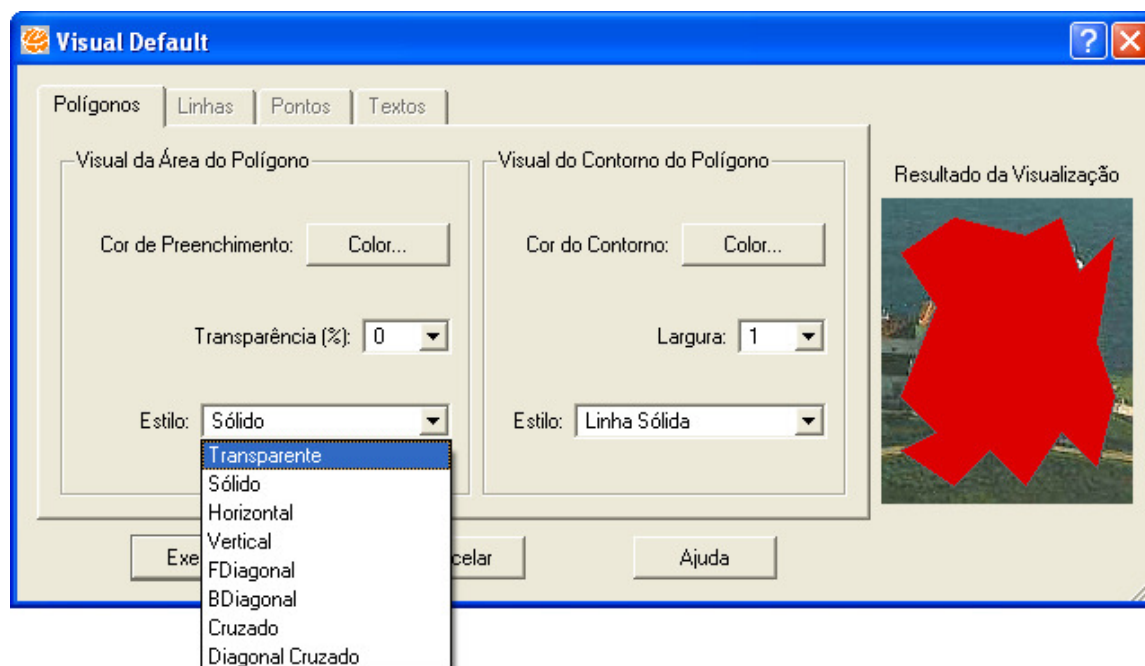 Visual Default
Polígonos Linhas Pontos Textos
Visual da Área do Polígono
Cor de Preenchimento: Color...
Transparência (%): 0
Estilo: Sólido
Transparente
Sólido
Horizontal
Vertical
FDiagonal
BDiagonal
Cruzado
Diagonal Cruzado
Visual do Contorno do Polígono
Cor do Contorno: Color...
Largura: 1
Estilo: Linha Sólida
Resultado da Visualização
Exe celar Ajuda